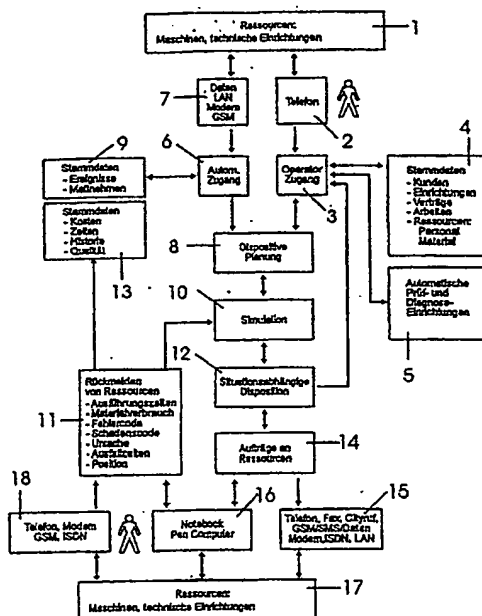 Ressourcen:
Maschinen, technische Einrichtungen
1
Daten
LAN
Modem
GSM
7
Telefon
2
9
6
4
Stammdaten
- Ereignisse
- Maßnahmen
Autom.
Zugang
Operator
Zugang
3
Stammdaten
- Kunden
- Einrichtungen
- Verträge
- Arbeiten
- Ressourcen:
Personal
Material
Stammdaten
- Kosten
- Zeiten
- Historie
- Qualität
13
8
Dispositive
Planung
Automatische
Prüf- und
Diagnose-
Einrichtungen
5
10
Simulation
12
Situationsabhängige
Disposition
11
Rückmelden
von Ressourcen
- Ausführungszeiten
- Materialverbrauch
- Fehlercode
- Schadenscode
- Ursache
- Ausfallzeiten
- Position
Aufträge an
Ressourcen
14
18
Telefon, Modem
GSM, ISDN
16
Notebook
Pen Computer
15
Telefon, Fax, Cityruf,
GSM/SMS/Daten
Modem, ISDN, LAN
Ressourcen:
Maschinen, technische Einrichtungen
17